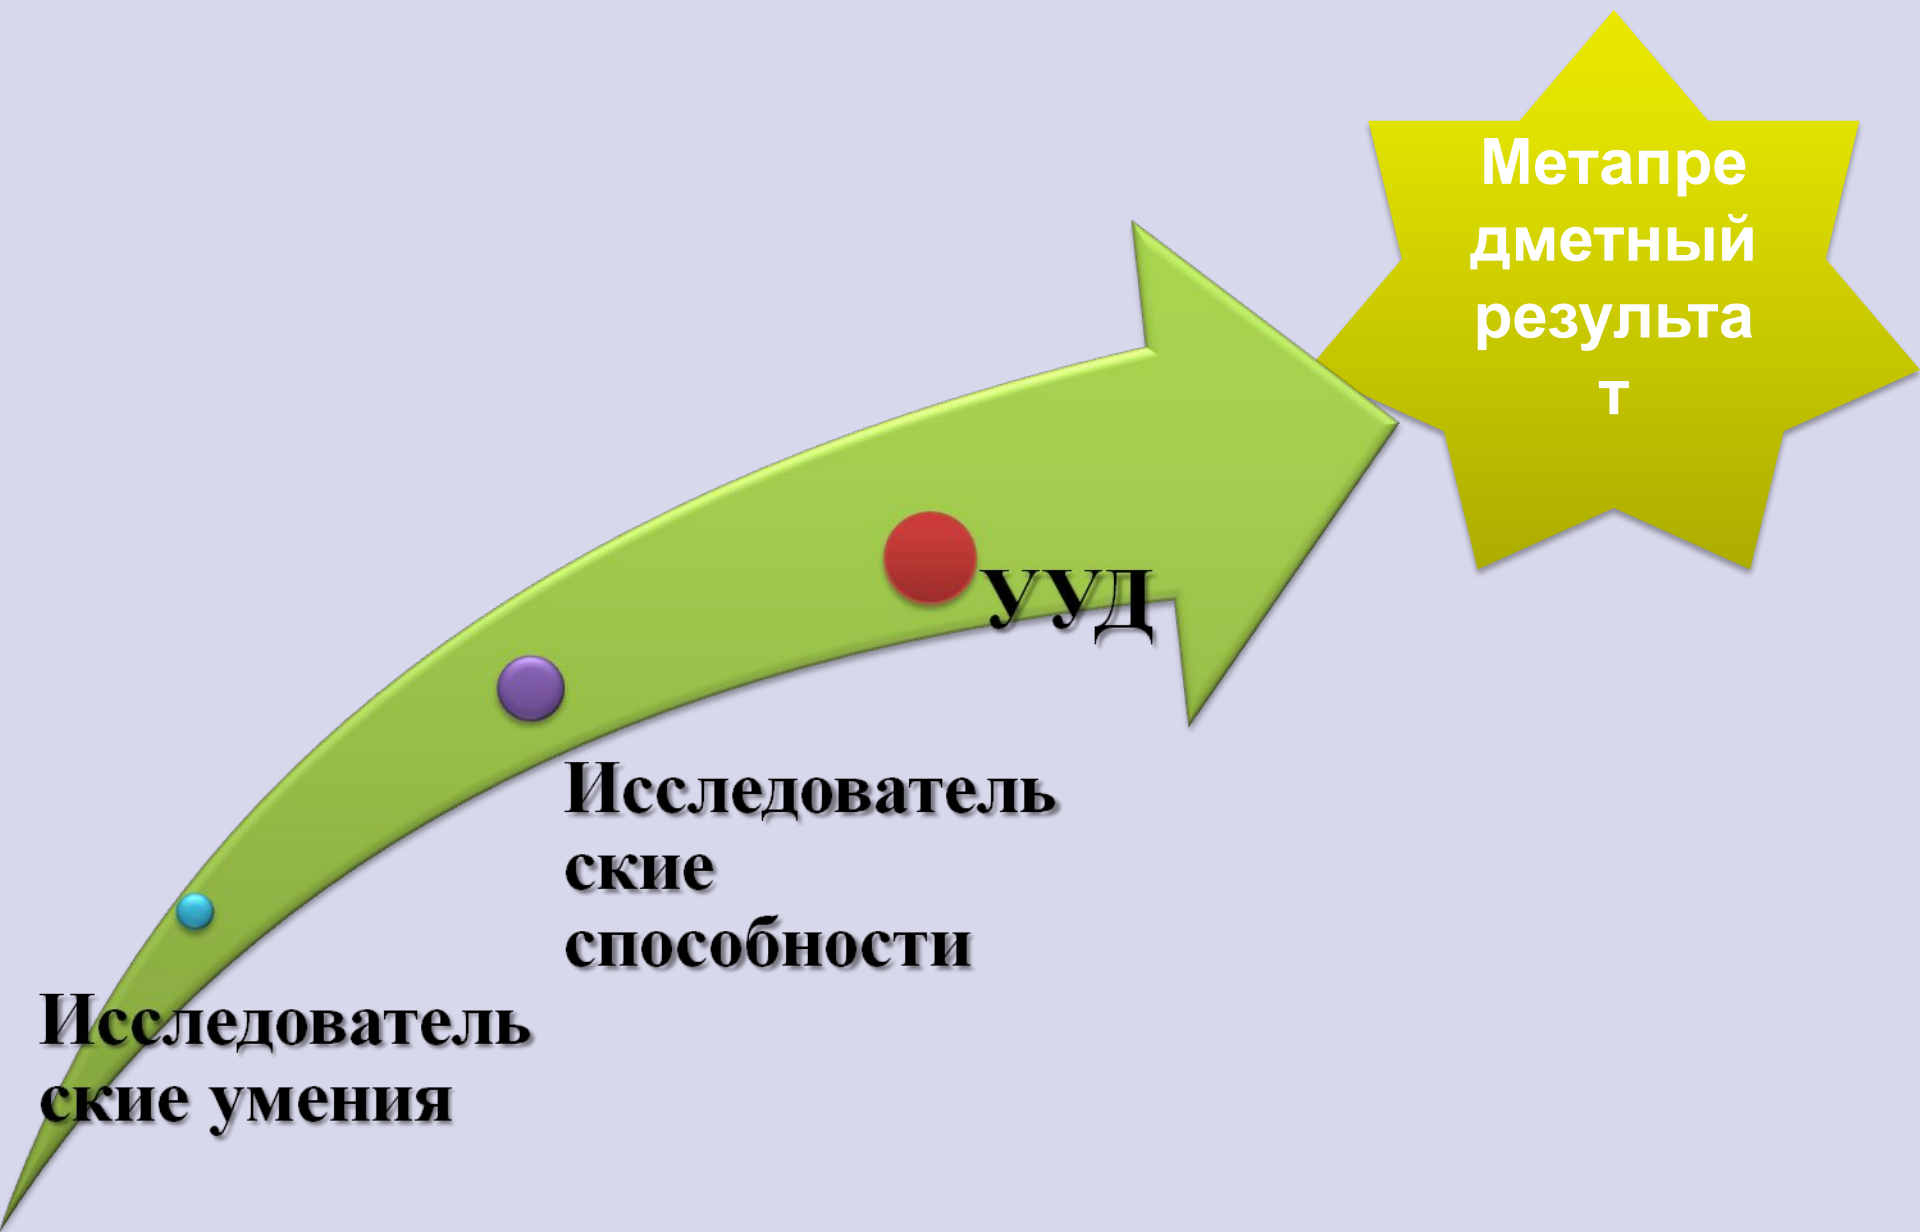 Метапре
дметный
результа
т
УУД
Исследователь
ские
способности
Исследователь
ские умения